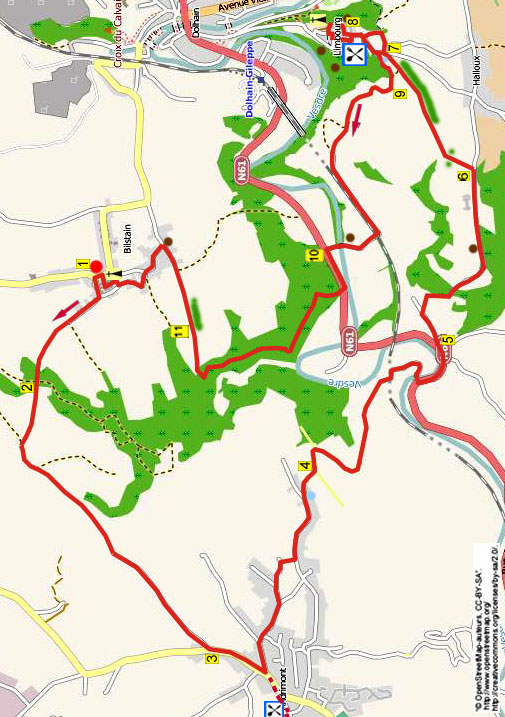 Croix du Calvai
Avenue Vic
Dolhain
Limbourg
8
7
Halloux
Dolhain-Gileppe
Vesdre
9
N61
6
Bilstain
1
10
11
N61
5
2
Vesdre
4
3
"© OpenStreetMap-auteurs, CC-BY-SA".
http://www.openstreetmap.org/
http://creativecommons.org/licenses/by-sa/2.0/.